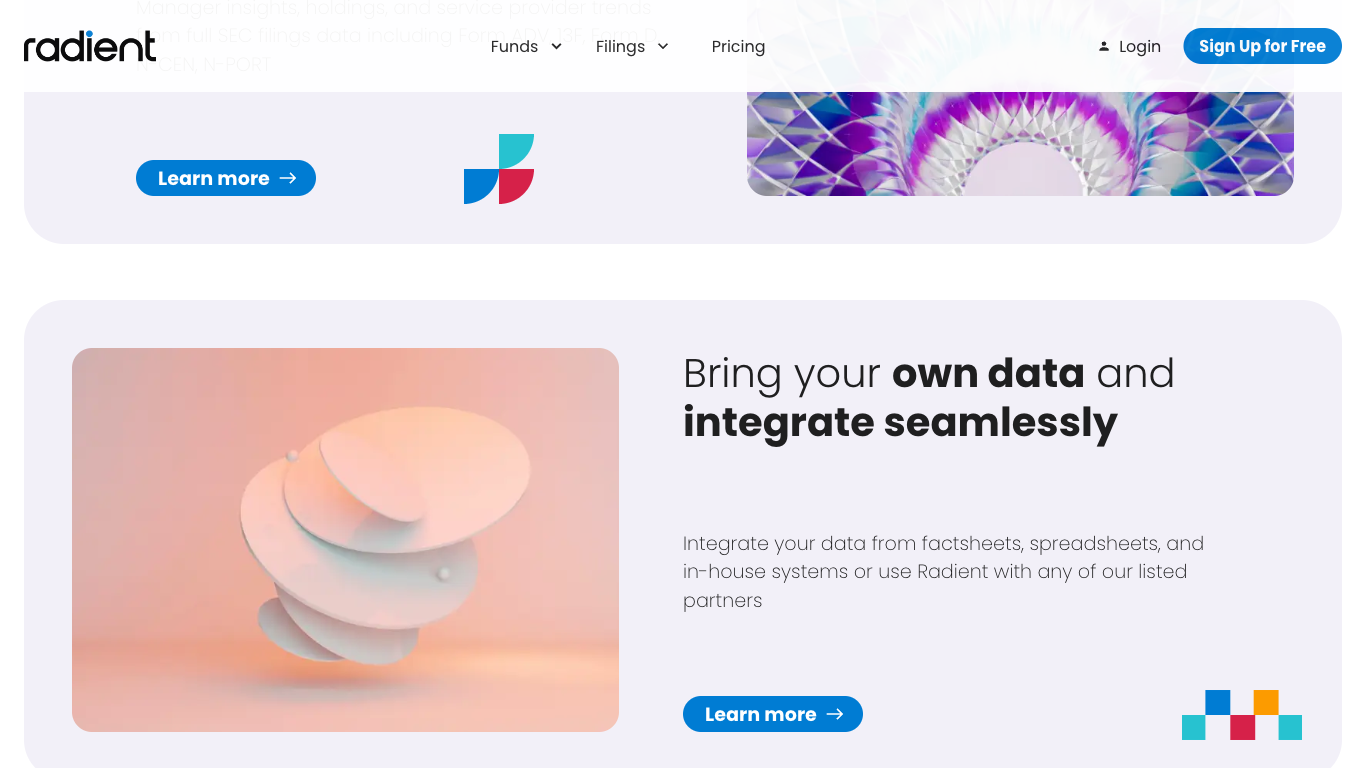 Manager Insights, holdings, and service provider trends
from full SEC filings data including Form ADV, 13F, Form D,
N-CEN, N-PORT
radient
Funds
Filings
Pricing
Login
Sign Up for Free
Learn more
Bring your own data and
integrate seamlessly
Integrate your data from factsheets, spreadsheets, and
in-house systems or use Radient with any of our listed
partners
Learn more